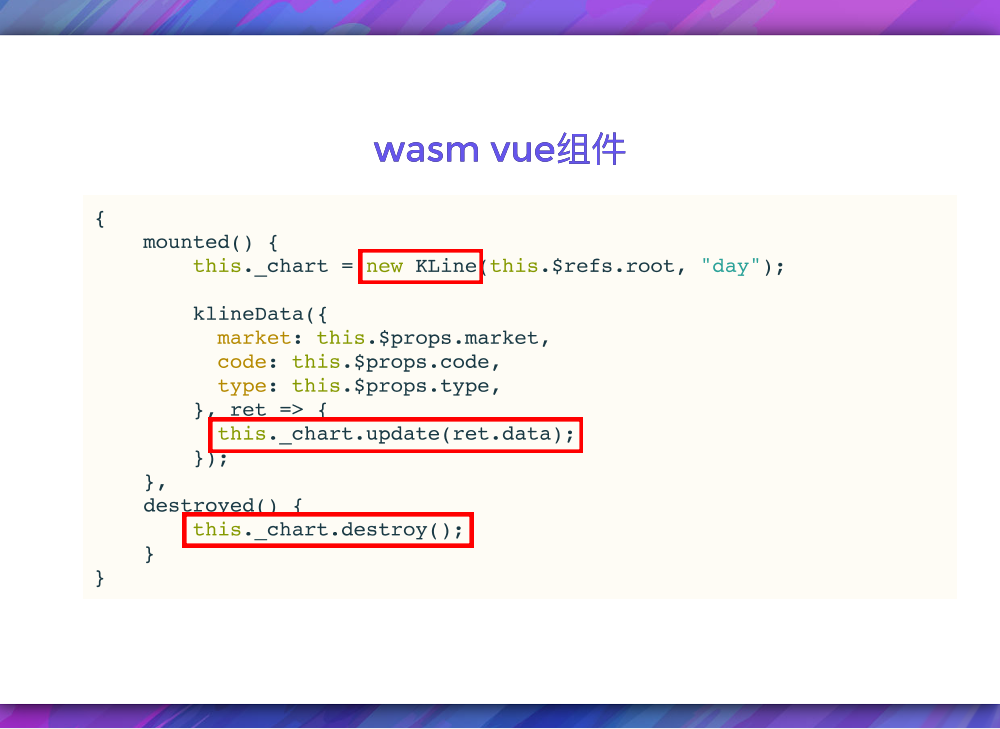 wasm vue组件
{
    mounted() {
        this._chart = new KLine(this.$refs.root, "day");
        klineData({
          market: this.$props.market,
          code: this.$props.code,
          type: this.$props.type,
        }, ret => {
          this._chart.update(ret.data);
        });
    },
    destroyed() {
        this._chart.destroy();
    }
}